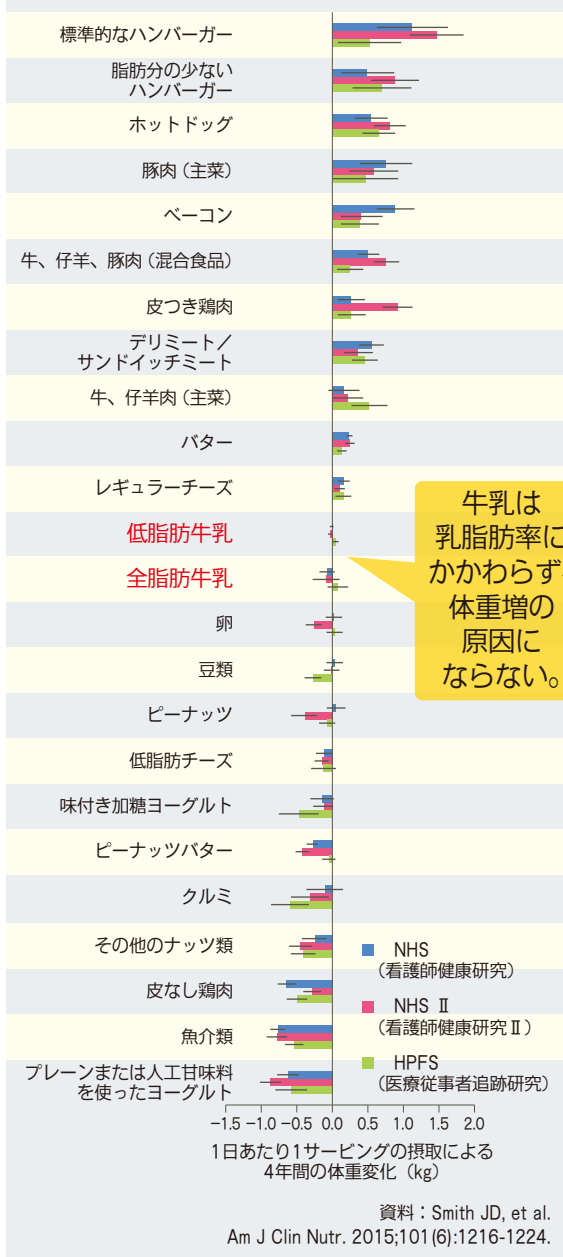 標準的なハンバーガー
脂肪分の少ない
ハンバーガー
ホットドッグ
豚肉（主菜）
ベーコン
牛、仔羊、豚肉（混合食品）
皮つき鶏肉
デリミート／
サンドイッチミート
牛、仔羊肉（主菜）
バター
レギュラーチーズ
低脂肪牛乳
全脂肪牛乳
卵
豆類
ピーナッツ
低脂肪チーズ
味付き加糖ヨーグルト
ピーナッツバター
クルミ
その他のナッツ類
皮なし鶏肉
魚介類
プレーンまたは人工甘味料
を使ったヨーグルト
牛乳は
乳脂肪率に
かかわらず、
体重増の
原因に
ならない。
NHS
（看護師健康研究）
NHS Ⅱ
（看護師健康研究Ⅱ）
HPFS
（医療従事者追跡研究）
-1.5 -1.0 -0.5 0.0 0.5 1.0 1.5 2.0
1日あたり1サービングの摂取による
4年間の体重変化（kg）
資料：Smith JD, et al.
Am J Clin Nutr. 2015;101(6):1216-1224.